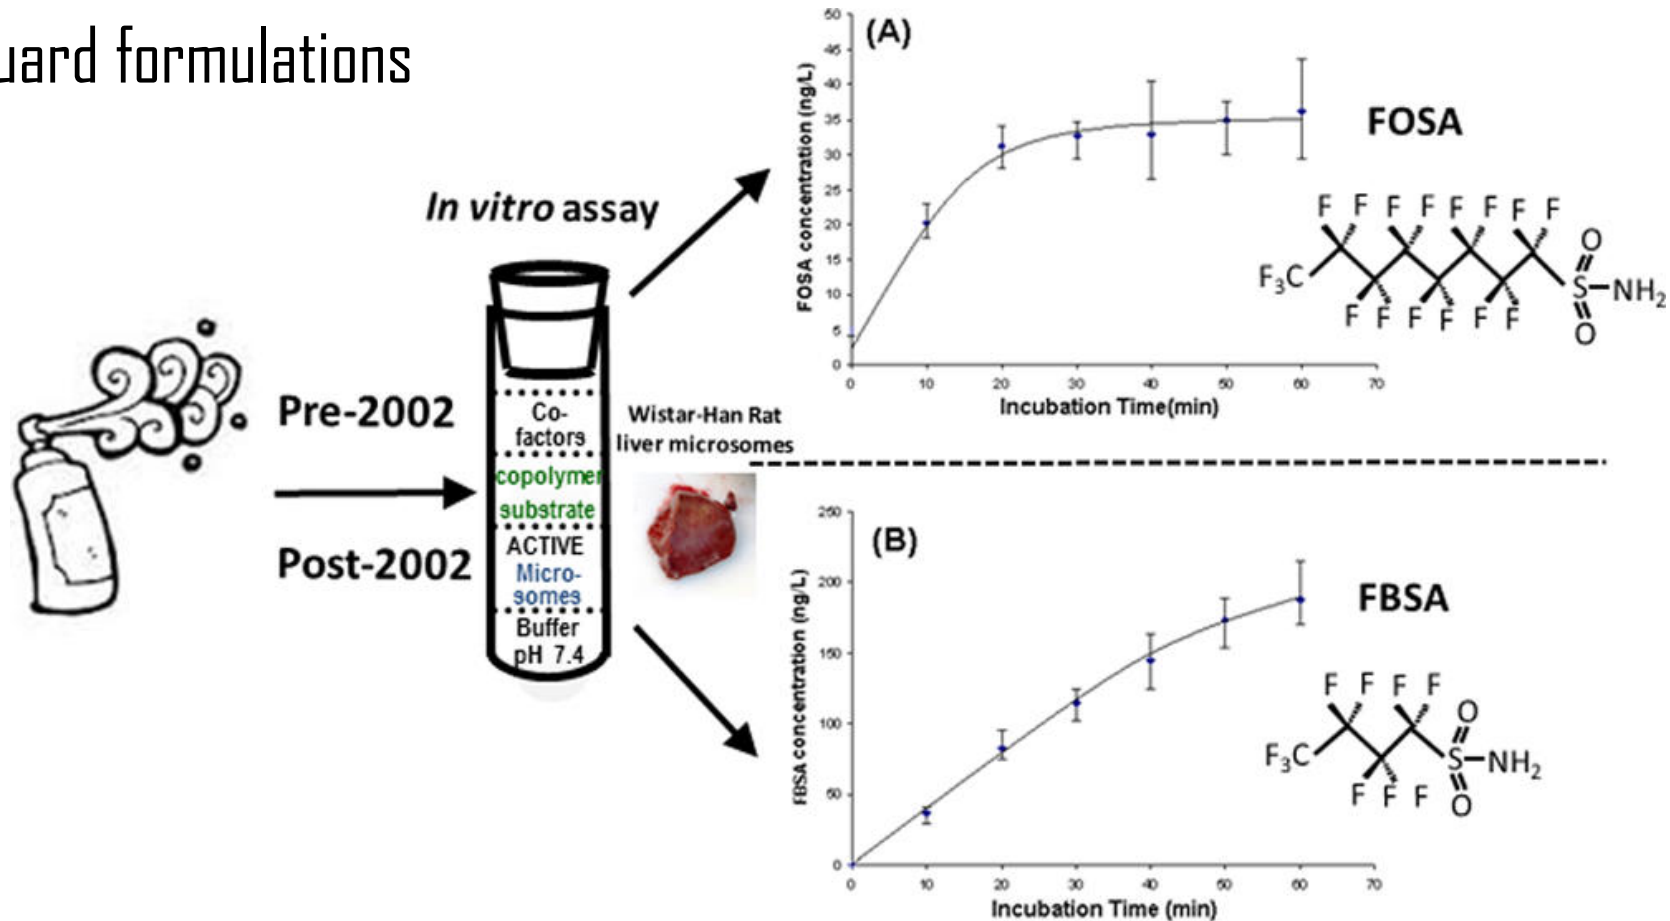 uard formulations
In vitro assay
Pre-2002
Post-2002
Co-
factors
copolymer
substrate
ACTIVE
Micro-
somes
Buffer
pH 7.4
Wistar-Han Rat
liver microsomes
(A)
FOSA concentration (ng/L)
50
45
40
35
30
25
20
15
10
5
0
0 10 20 30 40 50 60 70
Incubation Time(min)
FOSA
F F F F F F F F
F₃C
F F F F F F
O
S
NH₂
O
(B)
FBSA concentration (ng/L)
250
200
150
100
50
0
0 10 20 30 40 50 60 70
Incubation Time (min)
FBSA
F F F F
F₃C
F F F
O
S
NH₂
O